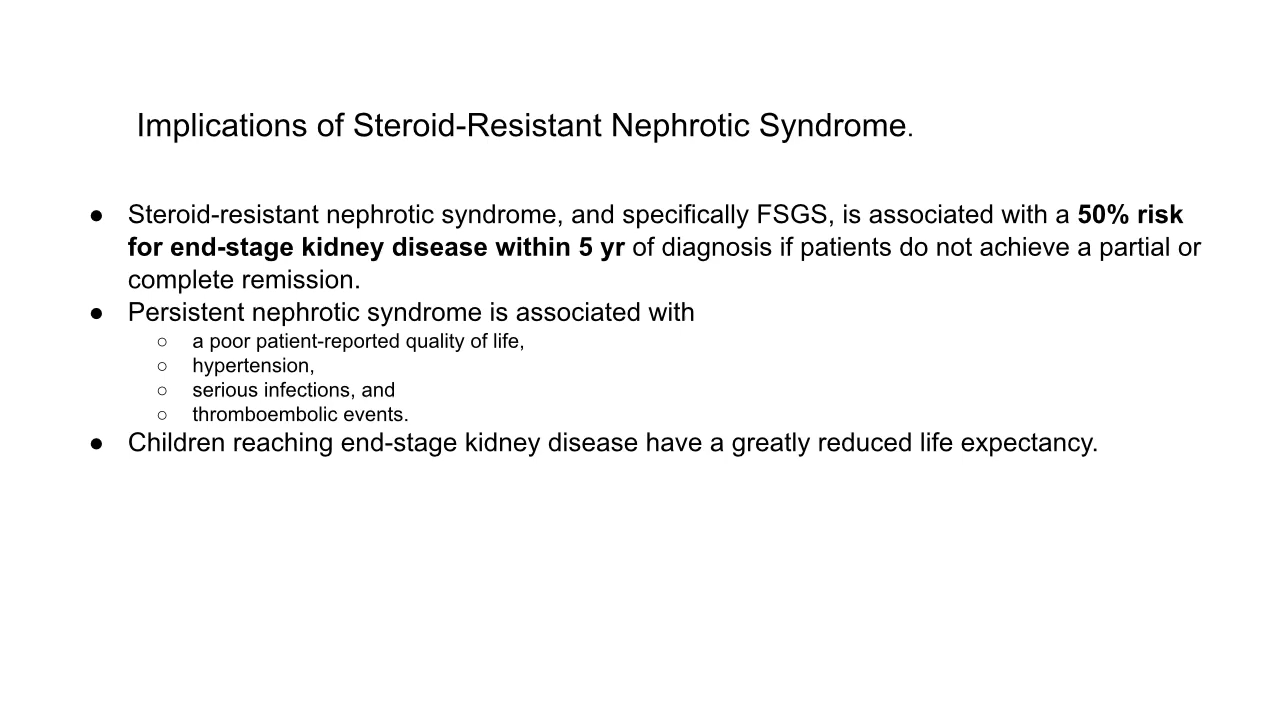 Implications of Steroid-Resistant Nephrotic Syndrome.
● Steroid-resistant nephrotic syndrome, and specifically FSGS, is associated with a 50% risk
for end-stage kidney disease within 5 yr of diagnosis if patients do not achieve a partial or
complete remission.
● Persistent nephrotic syndrome is associated with
○ a poor patient-reported quality of life,
○ hypertension,
○ serious infections, and
○ thromboembolic events.
● Children reaching end-stage kidney disease have a greatly reduced life expectancy.